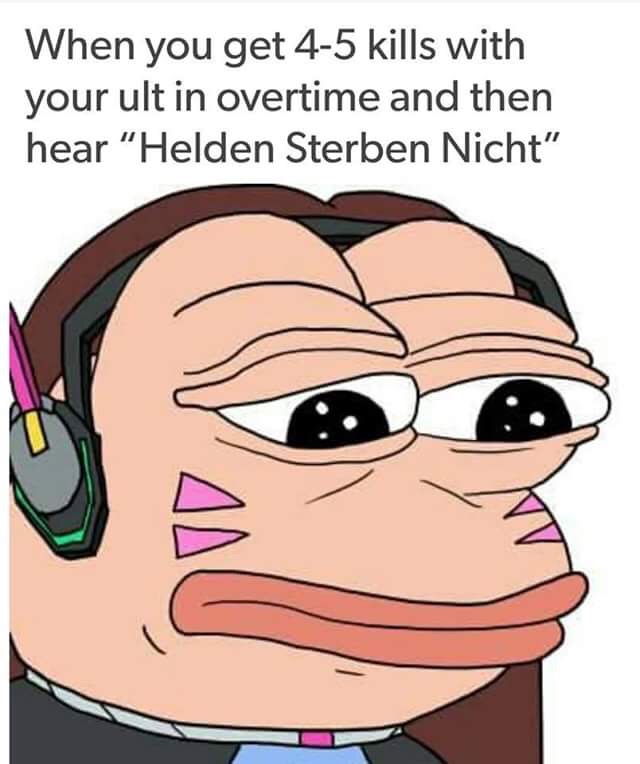 When you get 4-5 kills with
your ult in overtime and then
hear “Helden Sterben Nicht”